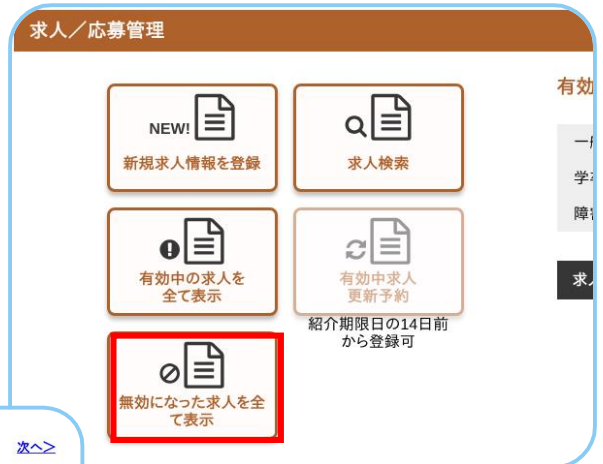 求人／応募管理
有効
NEW!
新規求人情報を登録
求人検索
学
有効中の求人を
全て表示
有効中求人
更新予約
求
紹介期限日の14日前
から登録可
無効になった求人を全
て表示
次へ＞